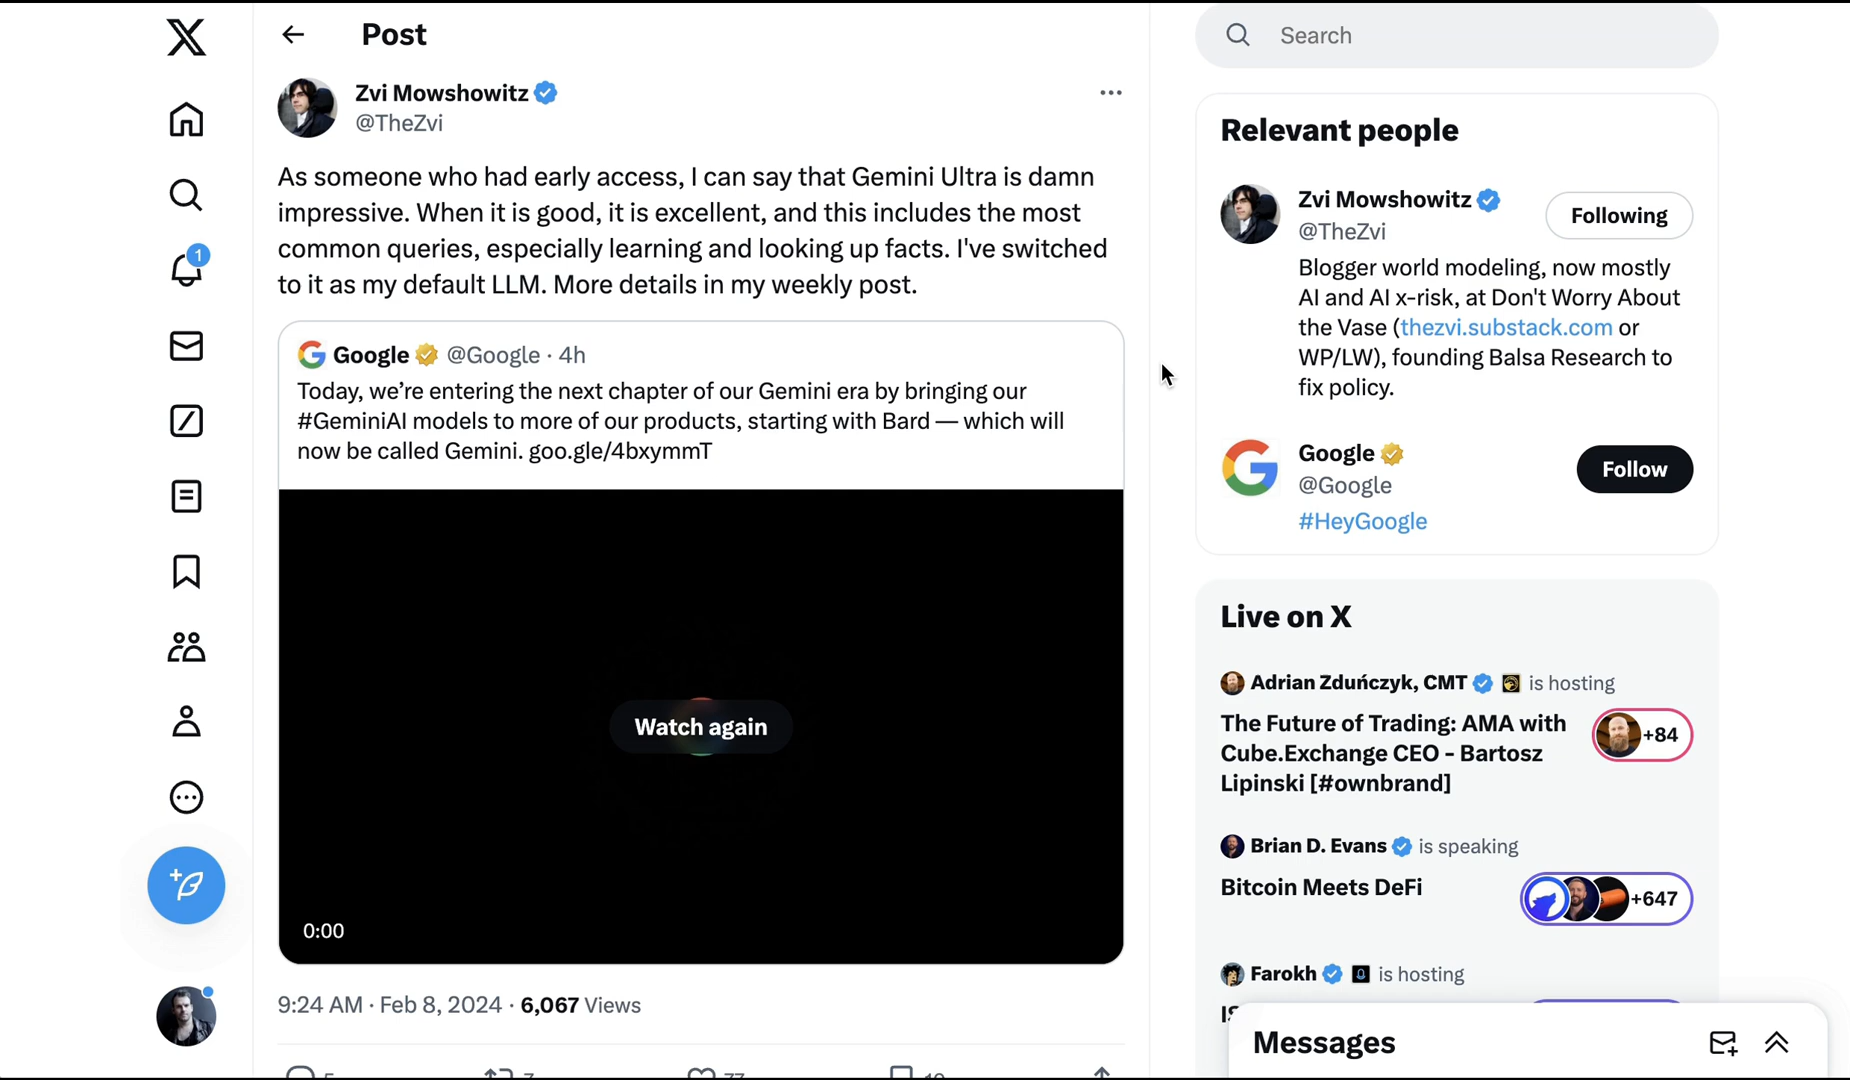 Post
Zvi Mowshowitz
@TheZvi
As someone who had early access, I can say that Gemini Ultra is damn
impressive. When it is good, it is excellent, and this includes the most
common queries, especially learning and looking up facts. I've switched
to it as my default LLM. More details in my weekly post.
Google @Google · 4h
Today, we’re entering the next chapter of our Gemini era by bringing our
#GeminiAI models to more of our products, starting with Bard — which will
now be called Gemini. goo.gle/4bxymmT
Watch again
0:00
9:24 AM · Feb 8, 2024 · 6,067 Views
1
Search
Relevant people
Zvi Mowshowitz
@TheZvi
Following
Blogger world modeling, now mostly
AI and AI x-risk, at Don't Worry About
the Vase (thezvi.substack.com or
WP/LW), founding Balsa Research to
fix policy.
Google
@Google
Follow
#HeyGoogle
Live on X
Adrian Zduńczyk, CMT is hosting
The Future of Trading: AMA with
Cube.Exchange CEO - Bartosz
Lipinski [#ownbrand]
+84
Brian D. Evans is speaking
Bitcoin Meets DeFi
+647
Farokh is hosting
Messages